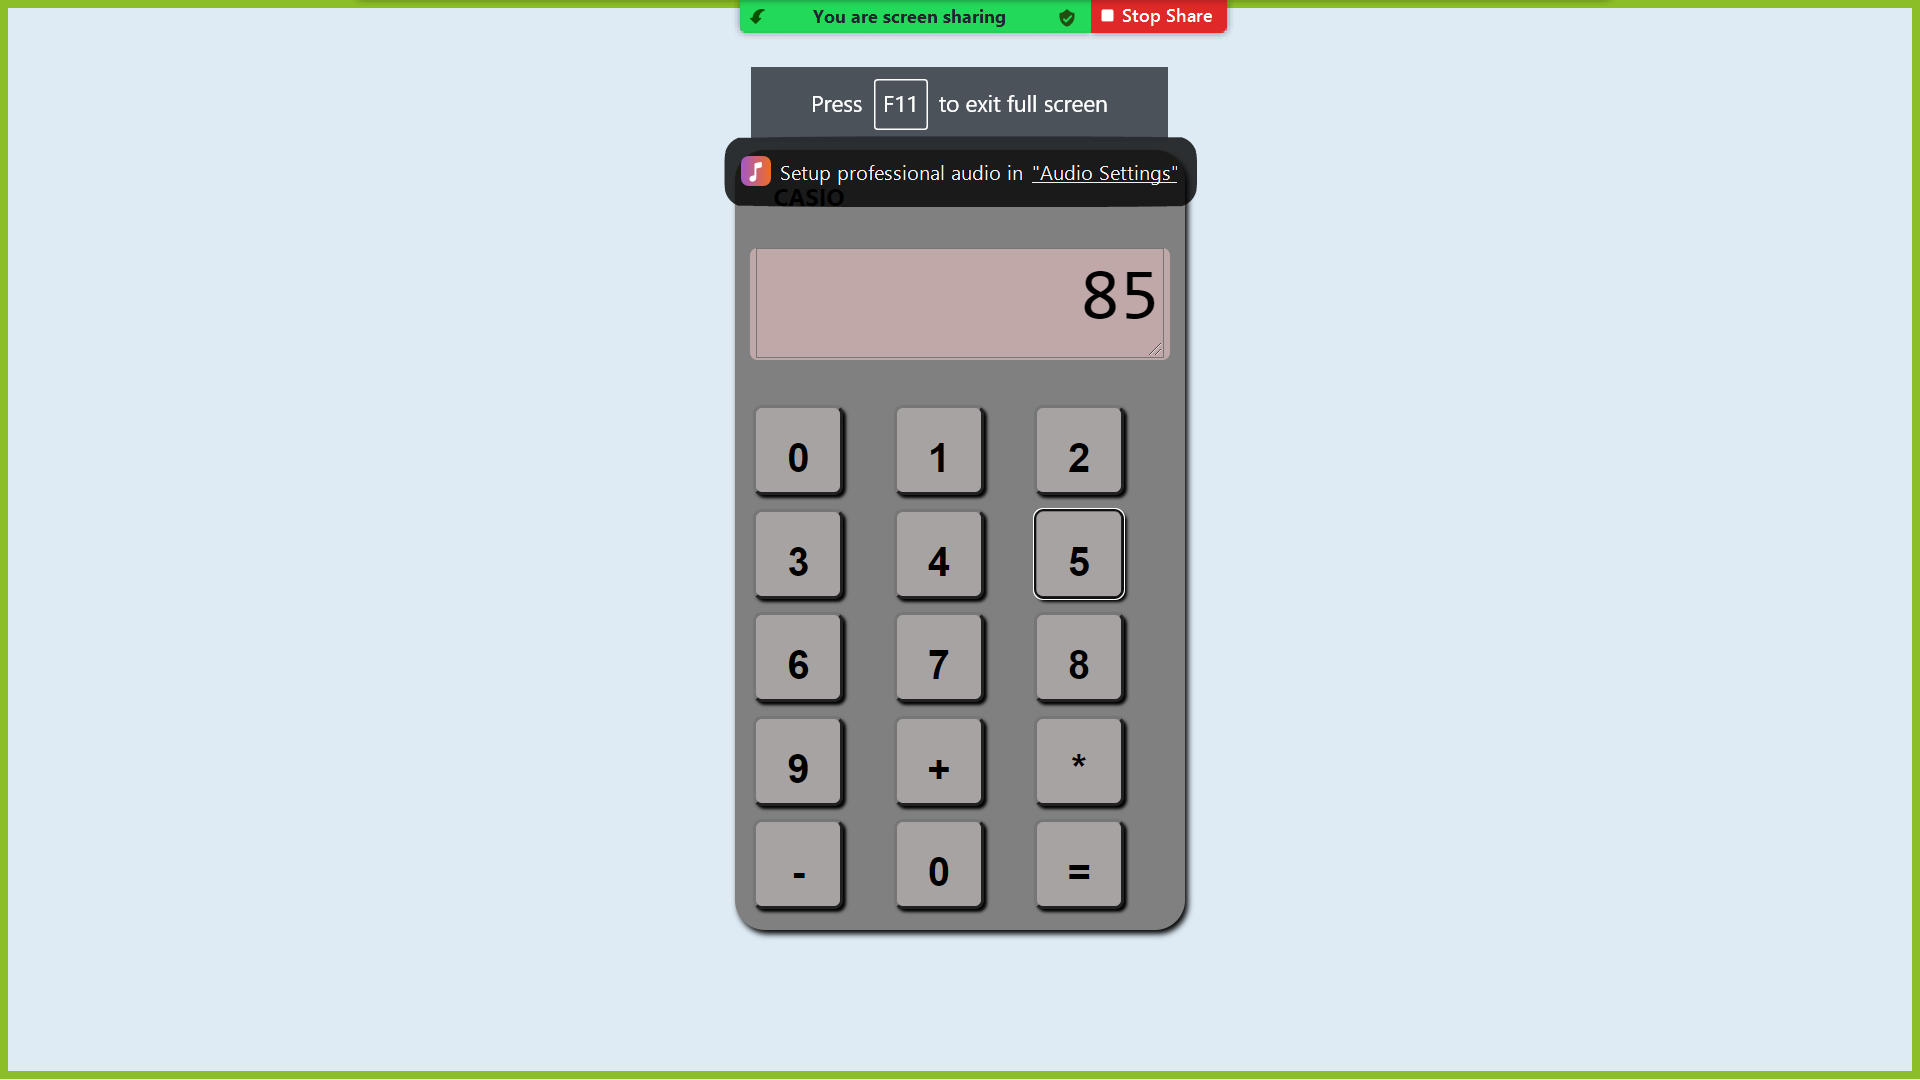 You are screen sharing
Stop Share
Press F11 to exit full screen
Setup professional audio in "Audio Settings"
CASIO
85
0 1 2
3 4 5
6 7 8
9 + *
- 0 =